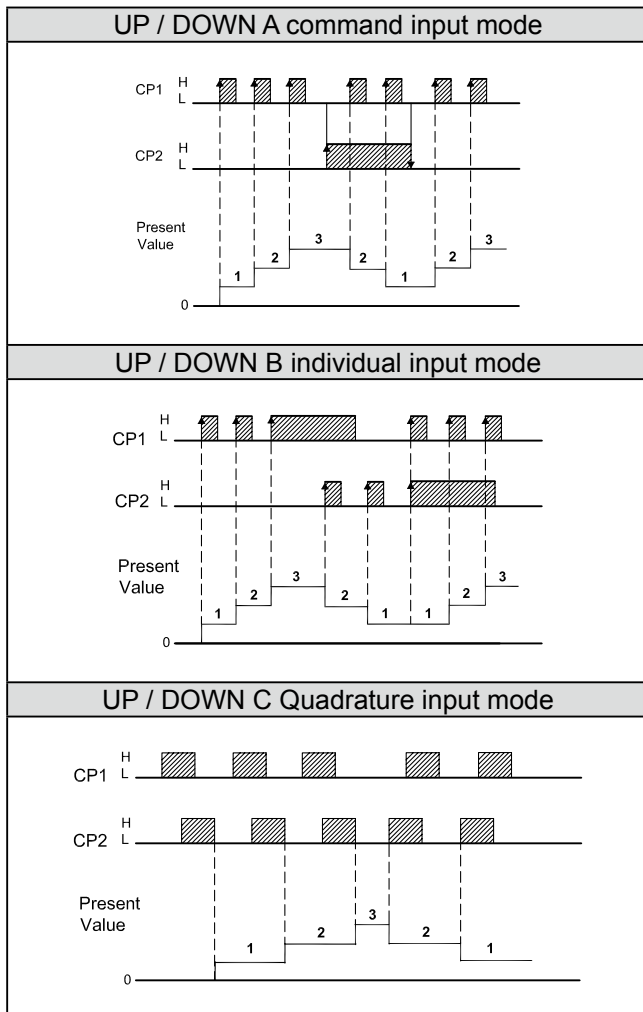 UP / DOWN A command input mode
CP1 H
L
CP2 H
L
Present
Value
1 2 3 2 1 2 3
0
UP / DOWN B individual input mode
CP1 H
L
CP2 H
L
Present
Value
1 2 3 2 1 1 2 3
0
UP / DOWN C Quadrature input mode
CP1 H
L
CP2 H
L
Present
Value
1 2 3 2 1
0